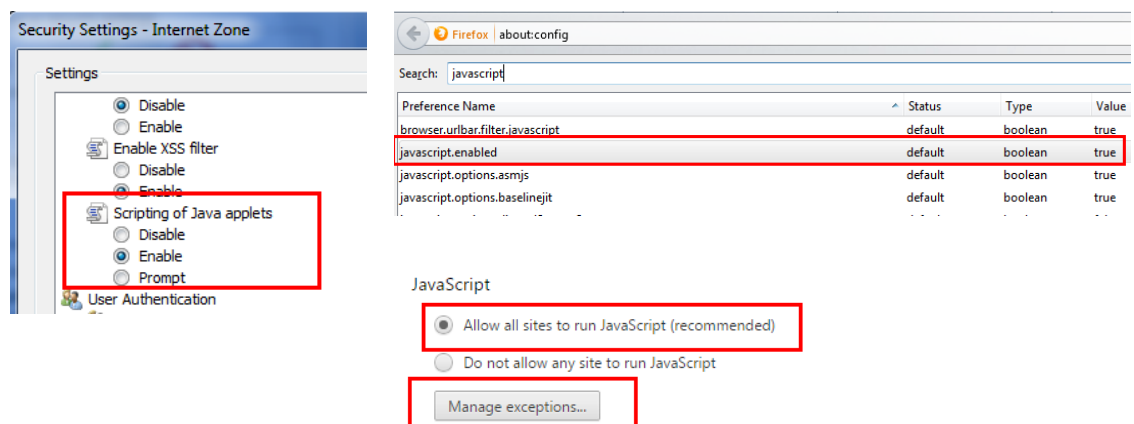 Security Settings - Internet Zone
Settings
Disable
Enable
Enable XSS filter
Disable
Enable
Scripting of Java applets
Disable
Enable
Prompt
User Authentication
Firefox about:config
Search: javascript
Preference Name Status Type Value
browser.urlbar.filter.javascript default boolean true
javascript.enabled default boolean true
javascript.options.asmjs default boolean true
javascript.options.baselinejit default boolean true
JavaScript
Allow all sites to run JavaScript (recommended)
Do not allow any site to run JavaScript
Manage exceptions...